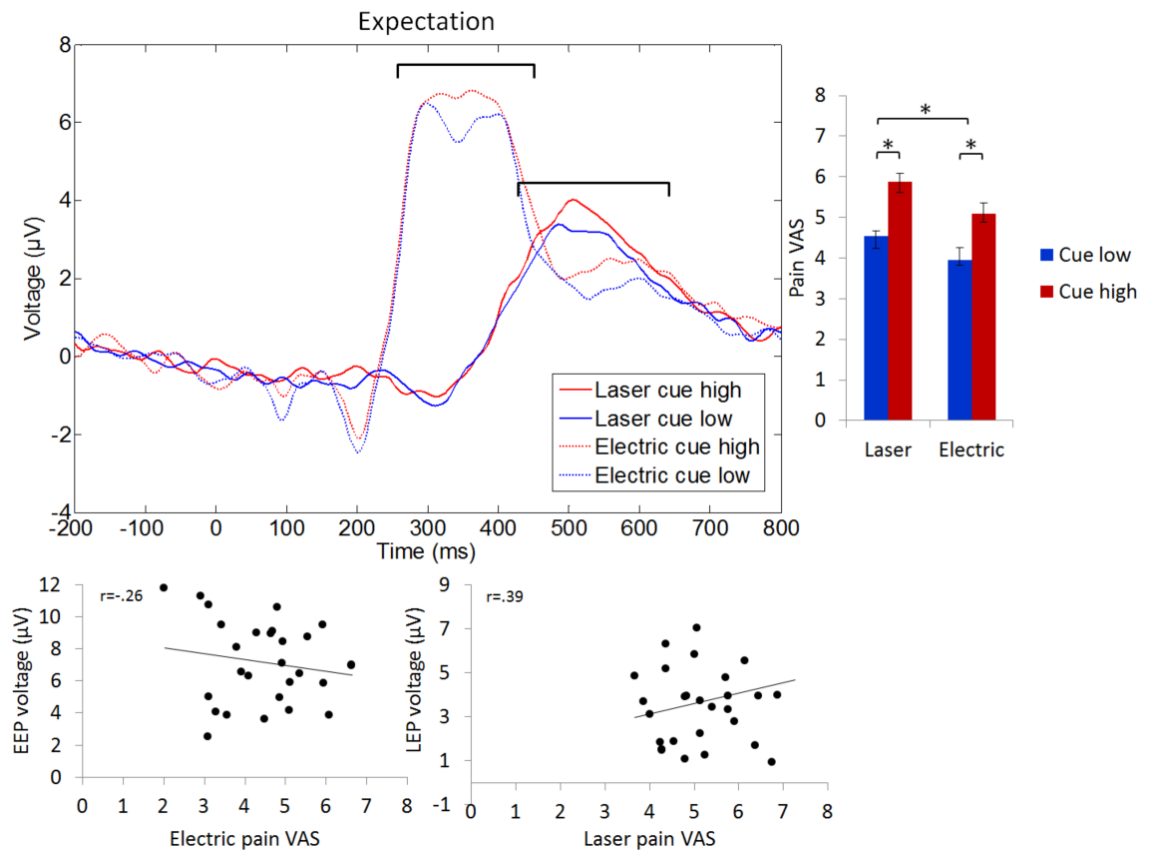 Expectation
8
6
4
2
0
-2
-4
Voltage (µV)
-200 -100 0 100 200 300 400 500 600 700 800
Time (ms)
Laser cue high
Laser cue low
Electric cue high
Electric cue low
8
7
6
5
4
3
2
1
0
Pain VAS
*
* *
Laser Electric
Cue low
Cue high
12
10
8
6
4
2
0
EEP voltage (µV)
r=-.26
0 1 2 3 4 5 6 7 8
Electric pain VAS
9
7
5
3
1
-1
LEP voltage (µV)
r=.39
0 1 2 3 4 5 6 7 8
Laser pain VAS